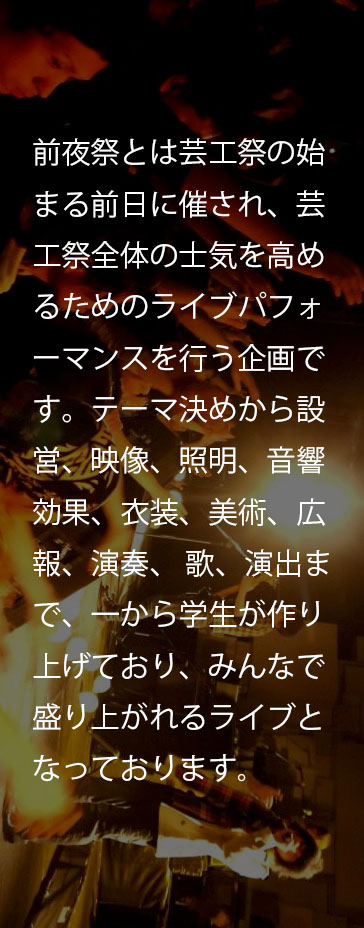 前夜祭とは芸工祭の始
まる前日に催され、芸
工祭全体の士気を高め
るためのライブパフォ
ーマンスを行う企画で
す。テーマ決めから設
営、映像、照明、音響
効果、衣装、美術、広
報、演奏、 歌、演出ま
で、一から学生が作り
上げており、みんなで
盛り上がれるライブと
なっております。